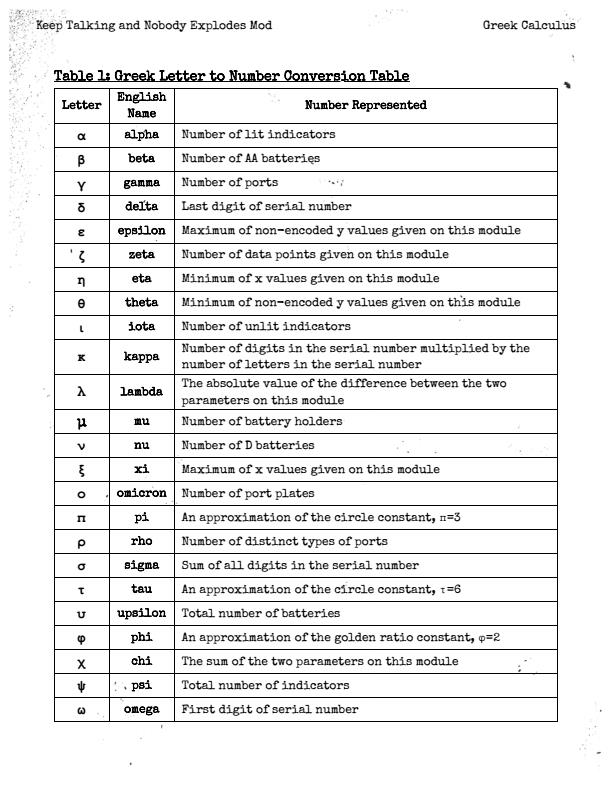 Keep Talking and Nobody Explodes Mod Greek Calculus
Table 1: Greek Letter to Number Conversion Table
Letter English Name Number Represented
α alpha Number of lit indicators
β beta Number of AA batteries
γ gamma Number of ports
δ delta Last digit of serial number
ε epsilon Maximum of non-encoded y values given on this module
ζ zeta Number of data points given on this module
η eta Minimum of x values given on this module
θ theta Minimum of non-encoded y values given on this module
ι iota Number of unlit indicators
κ kappa Number of digits in the serial number multiplied by the
number of letters in the serial number
λ lambda The absolute value of the difference between the two
parameters on this module
μ mu Number of battery holders
ν nu Number of D batteries
ξ xi Maximum of x values given on this module
ο omicron Number of port plates
π pi An approximation of the circle constant, π=3
ρ rho Number of distinct types of ports
σ sigma Sum of all digits in the serial number
τ tau An approximation of the circle constant, τ=6
υ upsilon Total number of batteries
φ phi An approximation of the golden ratio constant, φ=2
χ chi The sum of the two parameters on this module
ψ psi Total number of indicators
ω omega First digit of serial number